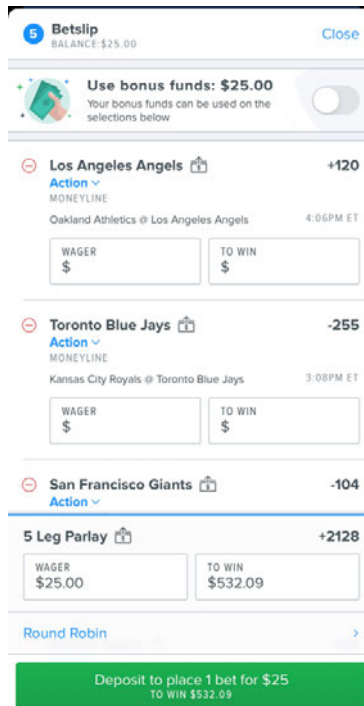 5 Betslip
BALANCE:$25.00
Close
Use bonus funds: $25.00
Your bonus funds can be used on the
selections below
Los Angeles Angels +120
Action
MONEYLINE
Oakland Athletics @ Los Angeles Angels 4:06PM ET
WAGER TO WIN
$ $
Toronto Blue Jays -255
Action
MONEYLINE
Kansas City Royals @ Toronto Blue Jays 3:08PM ET
WAGER TO WIN
$ $
San Francisco Giants -104
Action
5 Leg Parlay +2128
WAGER TO WIN
$25.00 $532.09
Round Robin
Deposit to place 1 bet for $25
TO WIN $532.09